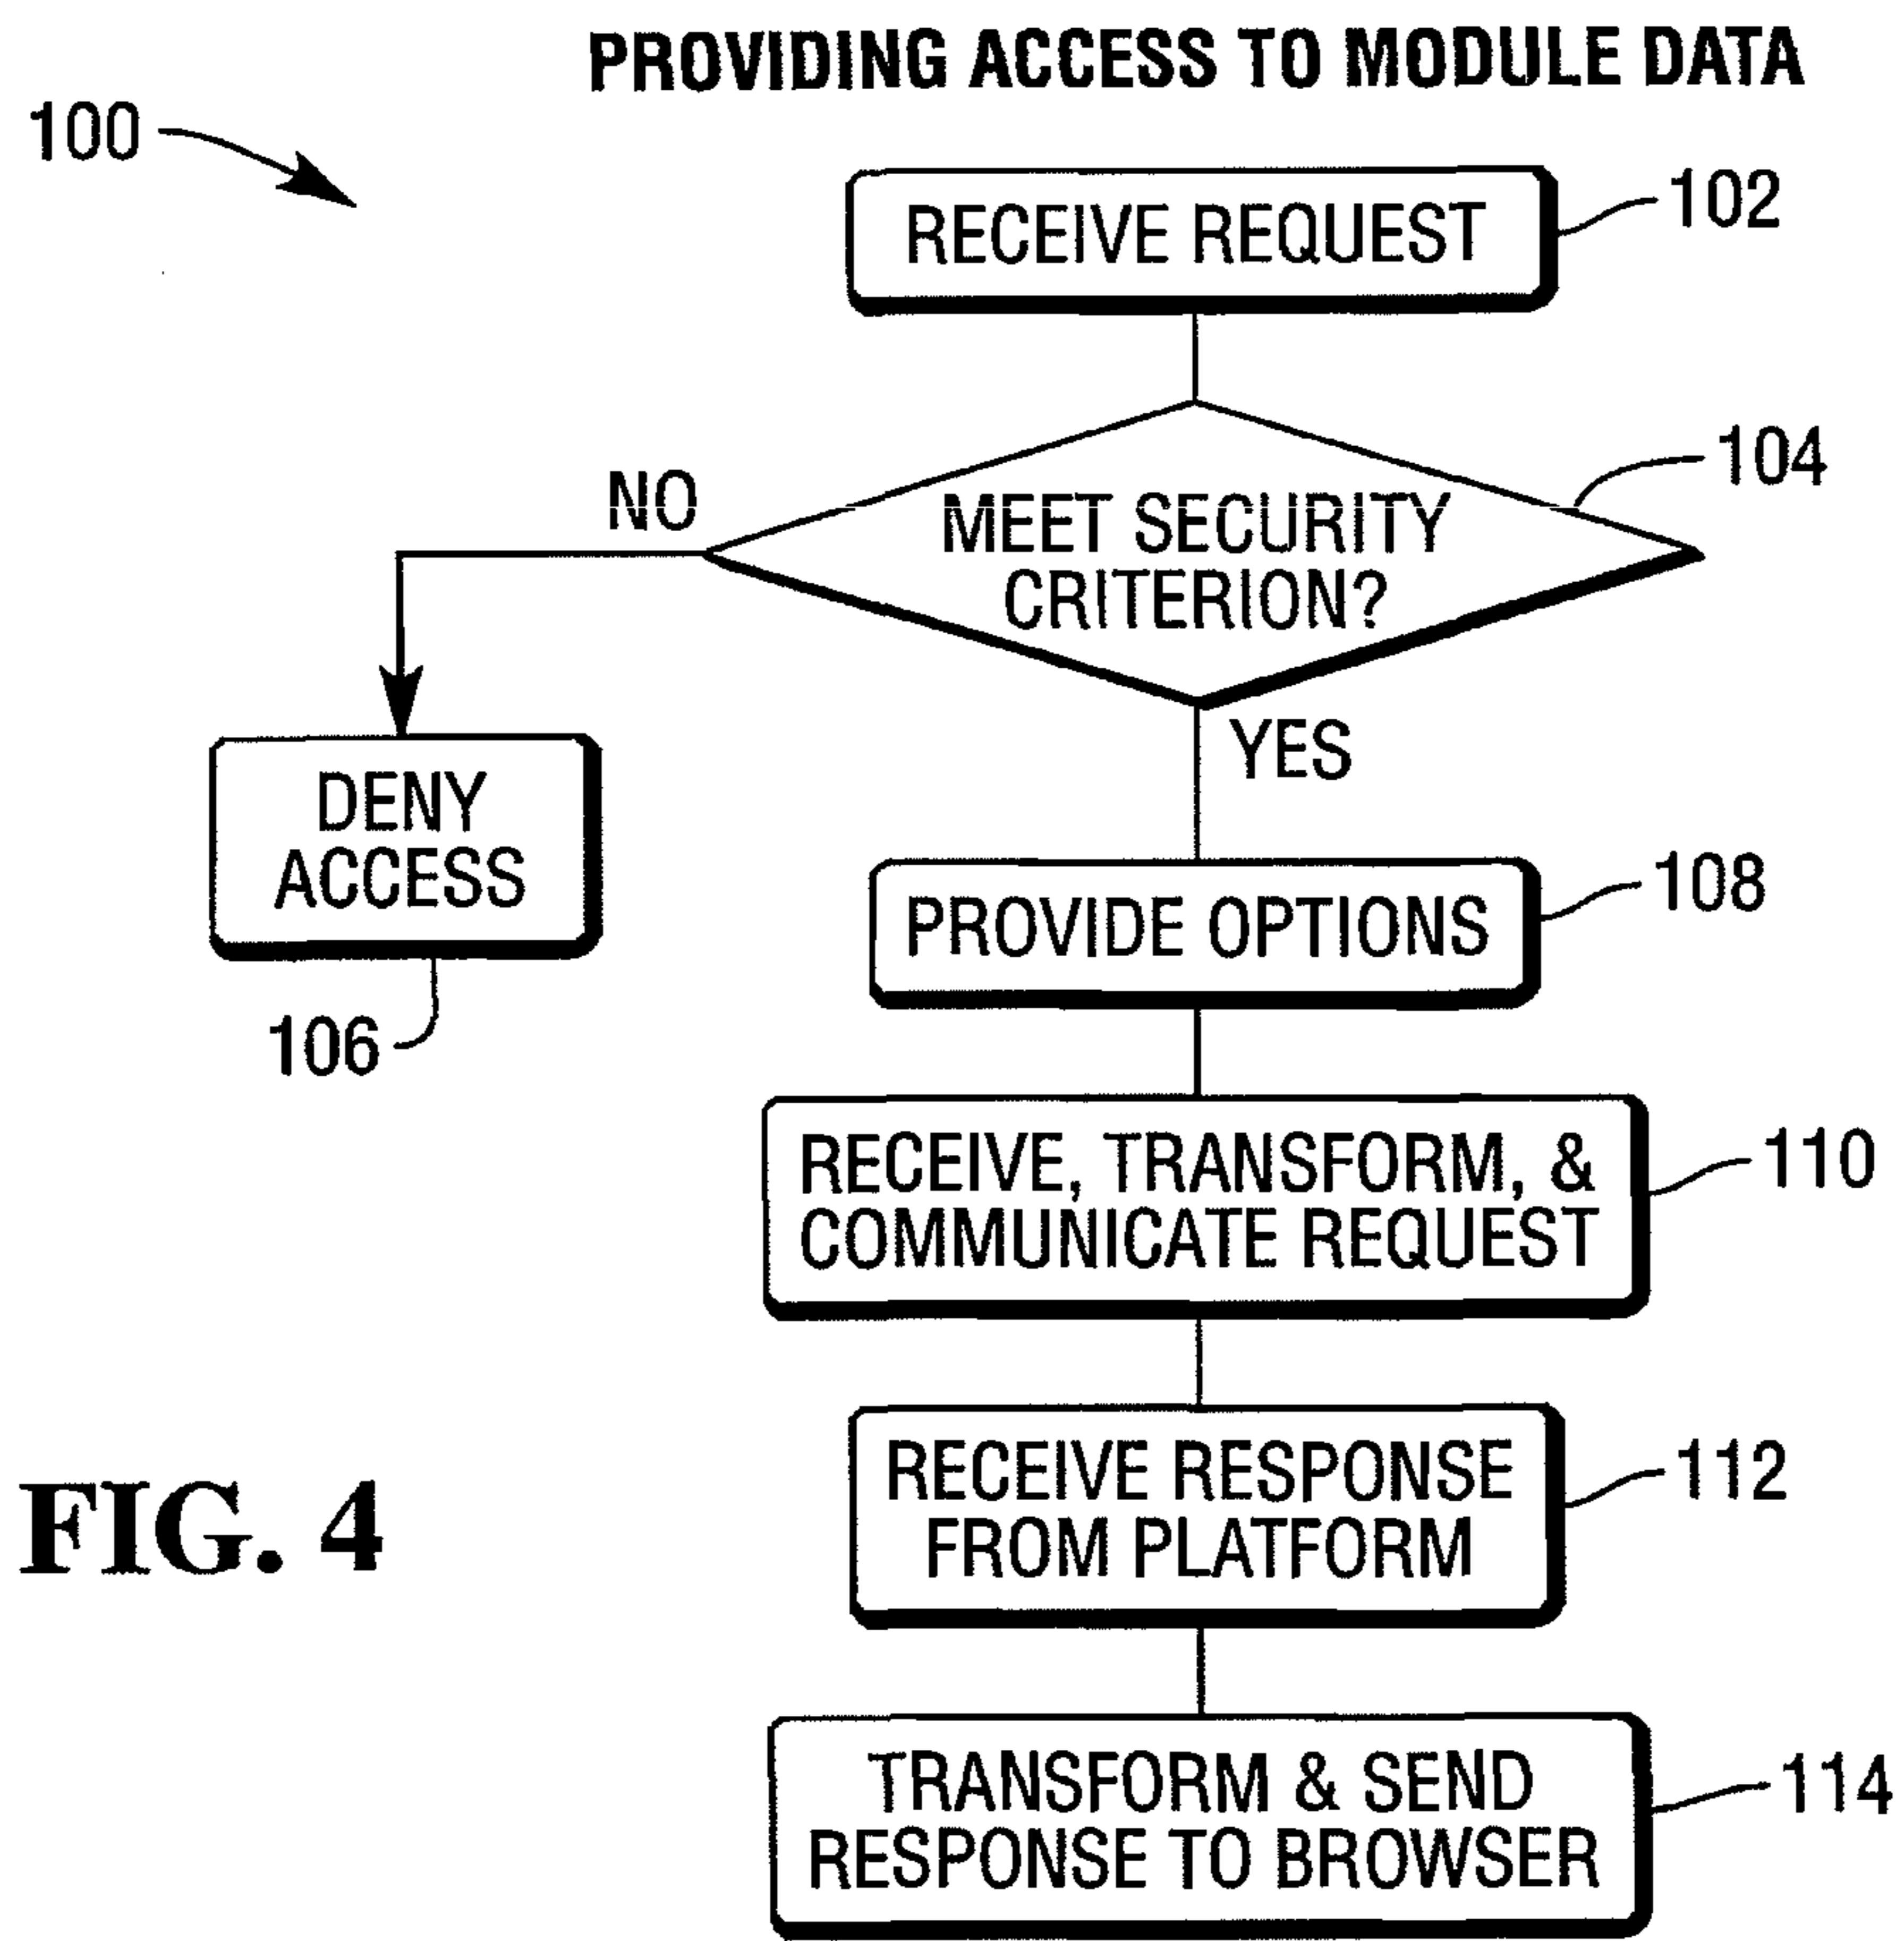 PROVIDING ACCESS TO MODULE DATA
100
RECEIVE REQUEST
102
MEET SECURITY
CRITERION?
104
NO
YES
DENY
ACCESS
106
PROVIDE OPTIONS
108
RECEIVE, TRANSFORM, &
COMMUNICATE REQUEST
110
RECEIVE RESPONSE
FROM PLATFORM
112
TRANSFORM & SEND
RESPONSE TO BROWSER
114
FIG. 4